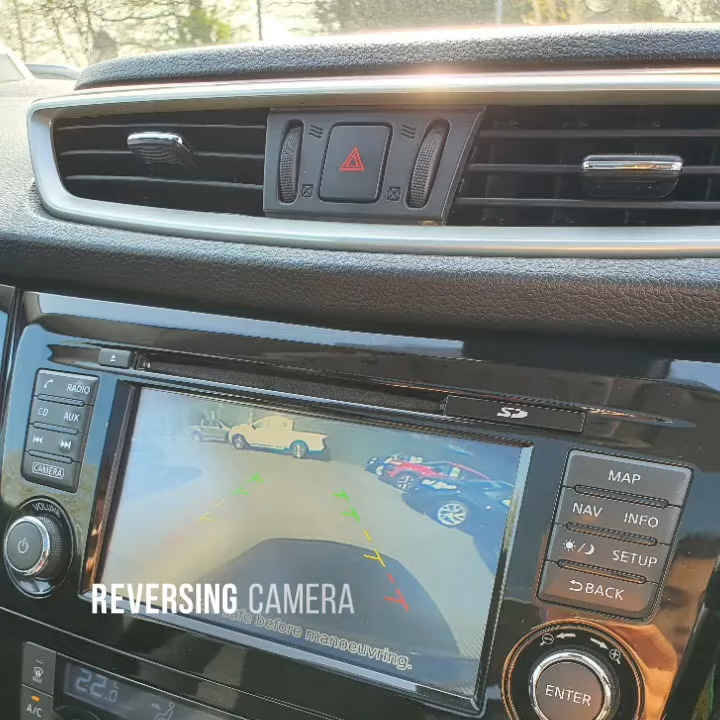 SD
RADIO
CD AUX
CAMERA
VOLUME
MAP
NAV INFO
SETUP
BACK
REVERSING CAMERA
safe before manoeuvring.
ENTER
MAX
A/C
22.0